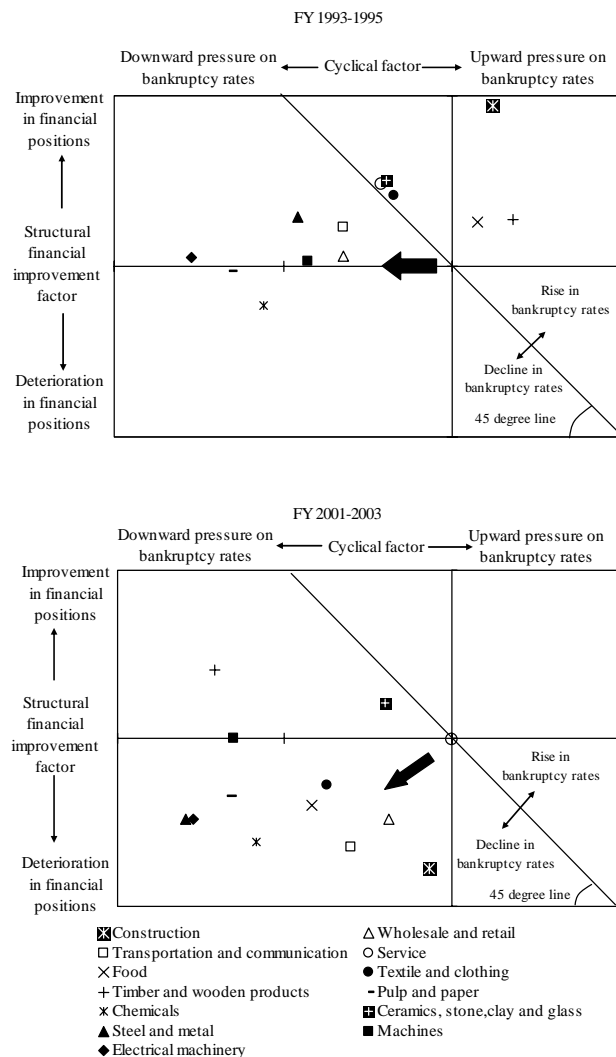 FY 1993-1995
Downward pressure on
bankruptcy rates
Cyclical factor
Upward pressure on
bankruptcy rates
Improvement
in financial
positions
Structural
financial
improvement
factor
Deterioration
in financial
positions
Rise in
bankruptcy rates
Decline in
bankruptcy rates
45 degree line
FY 2001-2003
Downward pressure on
bankruptcy rates
Cyclical factor
Upward pressure on
bankruptcy rates
Improvement
in financial
positions
Structural
financial
improvement
factor
Deterioration
in financial
positions
Rise in
bankruptcy rates
Decline in
bankruptcy rates
45 degree line
Construction
Wholesale and retail
Transportation and communication
Service
Food
Textile and clothing
Timber and wooden products
Pulp and paper
Chemicals
Ceramics, stone,clay and glass
Steel and metal
Machines
Electrical machinery